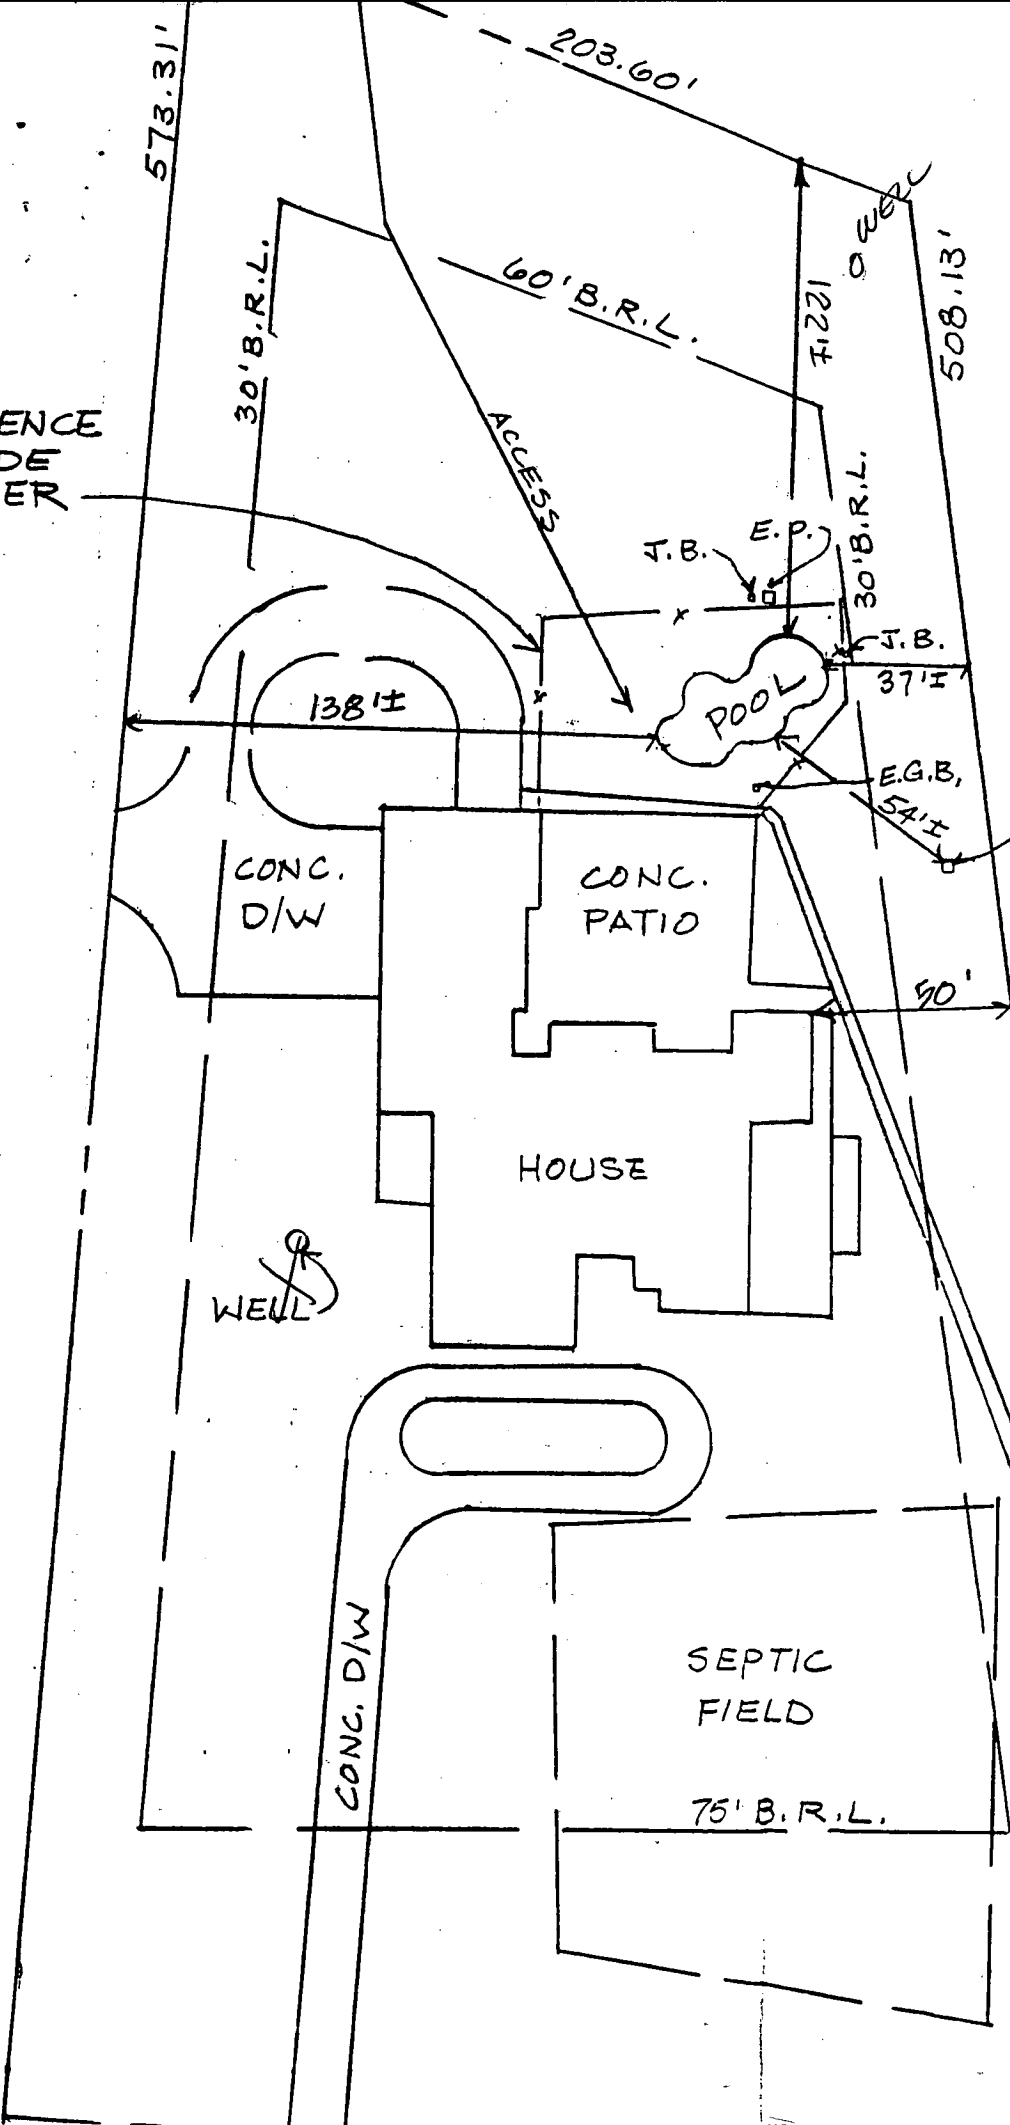 203.60'
573.31'
WELL
508.13'
30' B.R.L.
60' B.R.L.
ENCE
DE
ER
ACCESS
30' B.R.L.
J.B.
E.P.
J.B.
37'±
138'±
POOL
E.G.B.
54'±
CONC.
D/W
CONC.
PATIO
50'
HOUSE
WELL
CONC. D/W
SEPTIC
FIELD
75' B.R.L.